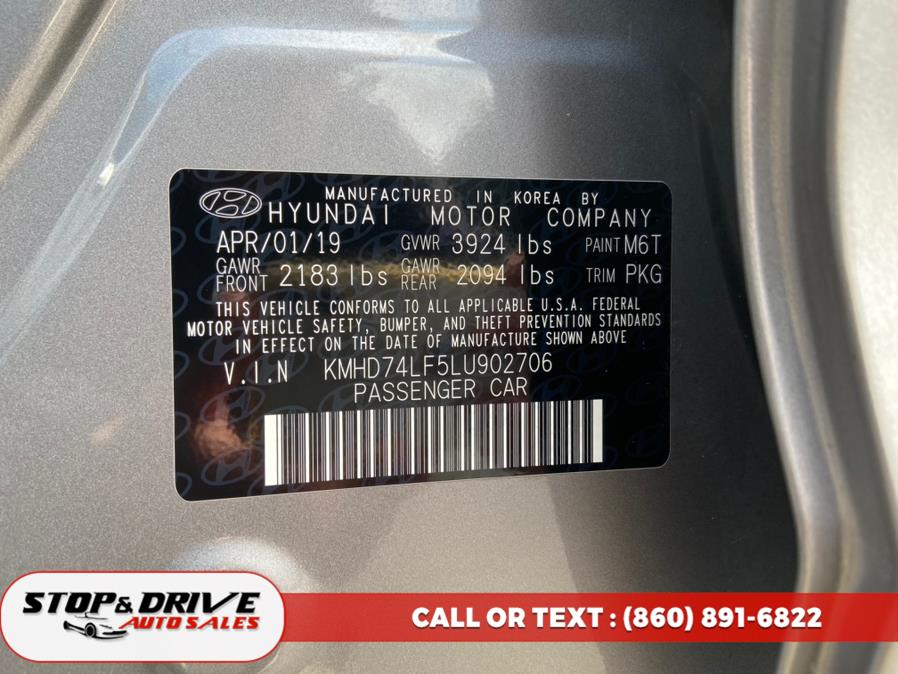 MANUFACTURED IN KOREA BY
HYUNDAI MOTOR COMPANY
APR/01/19 GVWR 3924 lbs PAINT M6T
GAWR FRONT 2183 lbs GAWR REAR 2094 lbs TRIM PKG
THIS VEHICLE CONFORMS TO ALL APPLICABLE U.S.A. FEDERAL
MOTOR VEHICLE SAFETY, BUMPER, AND THEFT PREVENTION STANDARDS
IN EFFECT ON THE DATE OF MANUFACTURE SHOWN ABOVE
V.I.N KMHD74LF5LU902706
PASSENGER CAR
STOP & DRIVE
AUTO SALES
CALL OR TEXT : (860) 891-6822